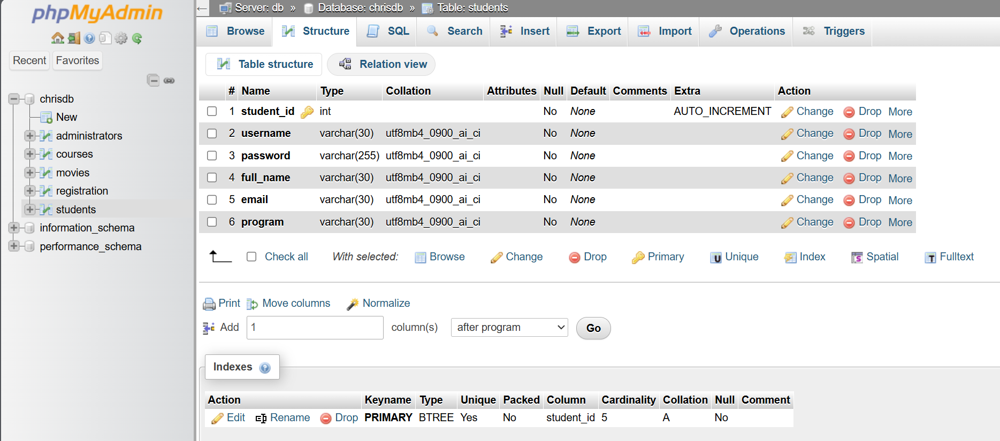 phpMyAdmin
Recent Favorites
chrisdb
New
administrators
courses
movies
registration
students
information_schema
performance_schema
← Server: db » Database: chrisdb » Table: students
Browse Structure SQL Search Insert Export Import Operations Triggers
Table structure Relation view
# Name Type Collation Attributes Null Default Comments Extra Action
1 student_id int No None AUTO_INCREMENT Change Drop More
2 username varchar(30) utf8mb4_0900_ai_ci No None Change Drop More
3 password varchar(255) utf8mb4_0900_ai_ci No None Change Drop More
4 full_name varchar(30) utf8mb4_0900_ai_ci No None Change Drop More
5 email varchar(30) utf8mb4_0900_ai_ci No None Change Drop More
6 program varchar(30) utf8mb4_0900_ai_ci No None Change Drop More
Check all With selected: Browse Change Drop Primary Unique Index Spatial Fulltext
Print Move columns Normalize
Add 1 column(s) after program Go
Indexes
Action Keyname Type Unique Packed Column Cardinality Collation Null Comment
Edit Rename Drop PRIMARY BTREE Yes No student_id 5 A No